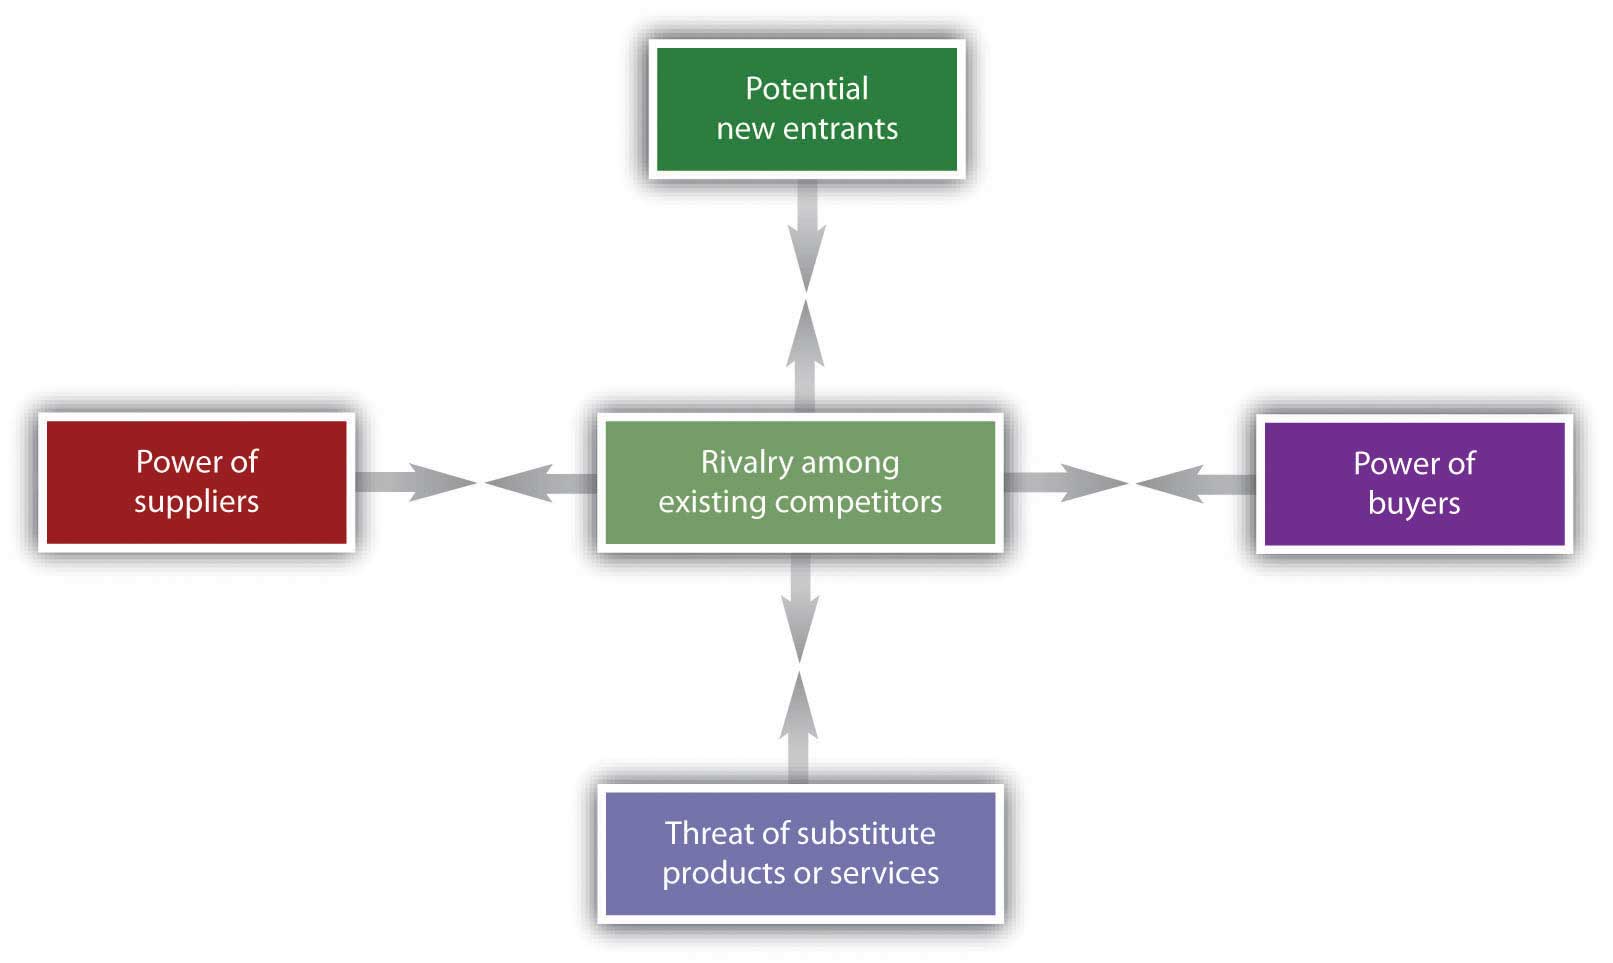 Potential
new entrants
Power of
suppliers
Rivalry among
existing competitors
Power of
buyers
Threat of substitute
products or services